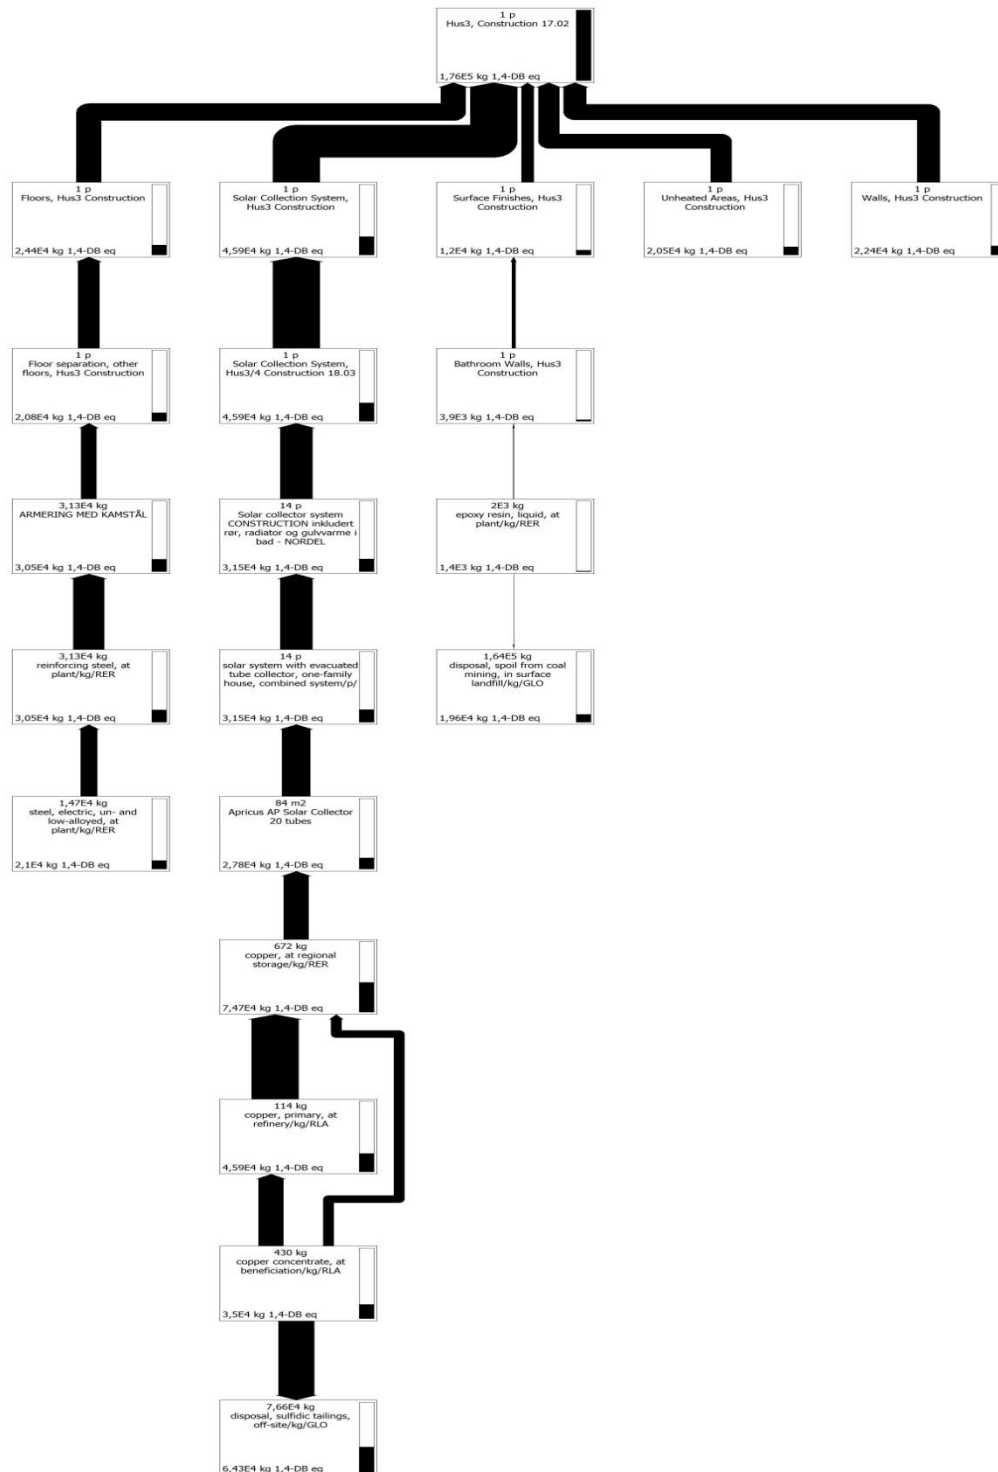 1 p
Hus3, Construction 17.02
1,76E5 kg 1,4-DB eq
1 p
Floors, Hus3 Construction
2,44E4 kg 1,4-DB eq
1 p
Solar Collection System,
Hus3 Construction
4,59E4 kg 1,4-DB eq
1 p
Surface Finishes, Hus3
Construction
1,2E4 kg 1,4-DB eq
1 p
Unheated Areas, Hus3
Construction
2,05E4 kg 1,4-DB eq
1 p
Walls, Hus3 Construction
2,24E4 kg 1,4-DB eq
1 p
Floor separation, other
floors, Hus3 Construction
2,08E4 kg 1,4-DB eq
1 p
Solar Collection System,
Hus3/4 Construction 18.03
4,59E4 kg 1,4-DB eq
1 p
Bathroom Walls, Hus3
Construction
3,9E3 kg 1,4-DB eq
3,13E4 kg
ARMERING MED KAMSTÅL
3,05E4 kg 1,4-DB eq
14 p
Solar collector system
CONSTRUCTION inkludert
rør, radiator og gulvvarme i
bad - NORDEL
3,15E4 kg 1,4-DB eq
2E3 kg
epoxy resin, liquid, at
plant/kg/RER
1,4E3 kg 1,4-DB eq
3,13E4 kg
reinforcing steel, at
plant/kg/RER
3,05E4 kg 1,4-DB eq
14 p
solar system with evacuated
tube collector, one-family
house, combined system/p/
3,15E4 kg 1,4-DB eq
1,64E5 kg
disposal, spoil from coal
mining, in surface
landfill/kg/GLO
1,96E4 kg 1,4-DB eq
1,47E4 kg
steel, electric, un- and
low-alloyed, at
plant/kg/RER
2,1E4 kg 1,4-DB eq
84 m2
Apricus AP Solar Collector
20 tubes
2,78E4 kg 1,4-DB eq
672 kg
copper, at regional
storage/kg/RER
7,47E4 kg 1,4-DB eq
114 kg
copper, primary, at
refinery/kg/RLA
4,59E4 kg 1,4-DB eq
430 kg
copper concentrate, at
beneficiation/kg/RLA
3,5E4 kg 1,4-DB eq
7,66E4 kg
disposal, sulfidic tailings,
off-site/kg/GLO
6,43E4 kg 1,4-DB eq